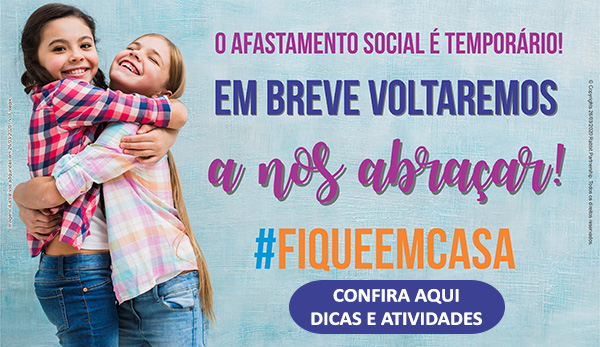 O AFASTAMENTO SOCIAL É TEMPORÁRIO!
EM BREVE VOLTAREMOS
a nos abraçar!
#FIQUEEMCASA
CONFIRA AQUI
DICAS E ATIVIDADES